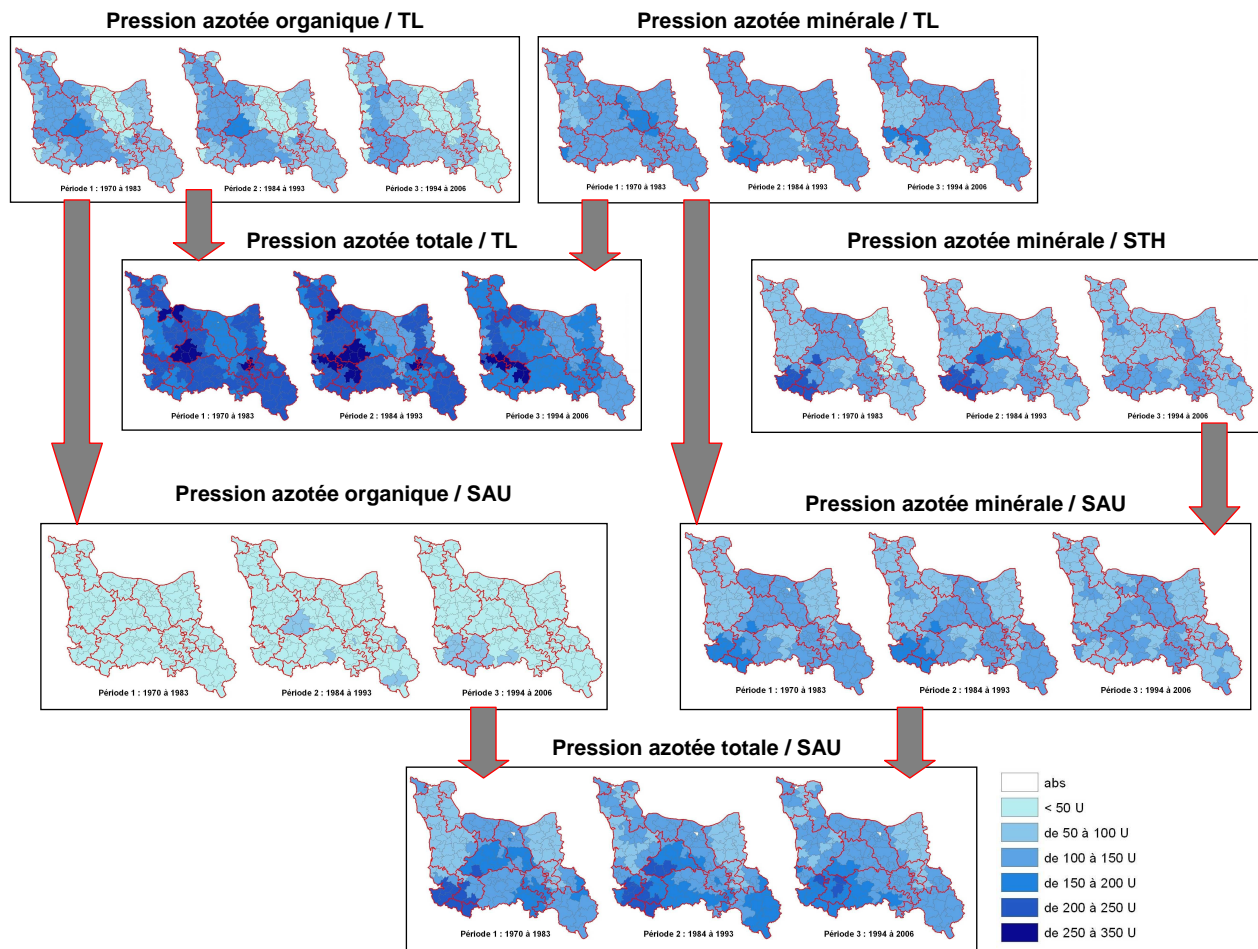 Pression azotée organique / TL
Pression azotée minérale / TL
Période 1 : 1970 à 1983
Période 2 : 1984 à 1993
Période 3 : 1994 à 2006
Période 1 : 1970 à 1983
Période 2 : 1984 à 1993
Période 3 : 1994 à 2006
Pression azotée totale / TL
Pression azotée minérale / STH
Période 1 : 1970 à 1983
Période 2 : 1984 à 1993
Période 3 : 1994 à 2006
Période 1 : 1970 à 1983
Période 2 : 1984 à 1993
Période 3 : 1994 à 2006
Pression azotée organique / SAU
Pression azotée minérale / SAU
Période 1 : 1970 à 1983
Période 2 : 1984 à 1993
Période 3 : 1994 à 2006
Période 1 : 1970 à 1983
Période 2 : 1984 à 1993
Période 3 : 1994 à 2006
Pression azotée totale / SAU
Période 1 : 1970 à 1983
Période 2 : 1984 à 1993
Période 3 : 1994 à 2006
abs
< 50 U
de 50 à 100 U
de 100 à 150 U
de 150 à 200 U
de 200 à 250 U
de 250 à 350 U